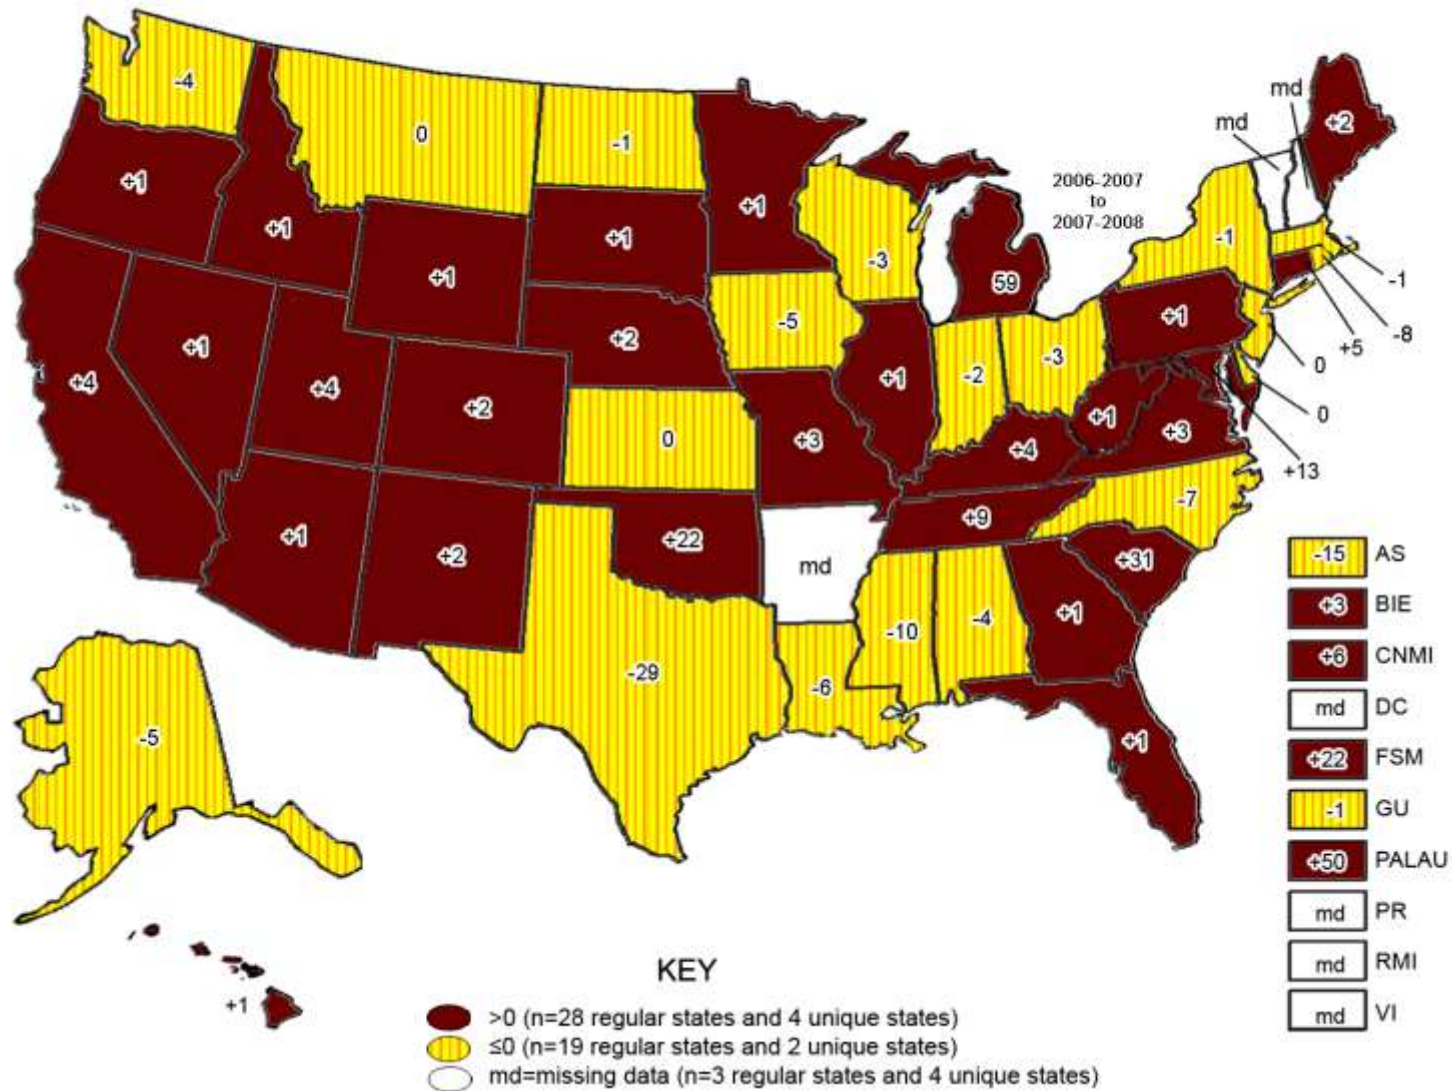 md
md
+2
-4
0
-1
2006-2007
to
2007-2008
+1
+1
+1
+1
+1
-3
-1
-1
+1
59
-8
+5
0
+1
-5
+1
+2
+1
-2
-3
+4
+4
+2
+1
0
+1
+3
0
+3
+4
+13
-7
+9
+1
+2
+22
md
+31
-15 AS
+3 BIE
-10
-4
+1
+6 CNMI
-29
-6
md DC
-5
+1
+22 FSM
-1 GU
+50 PALAU
md PR
md RMI
+1
md VI
KEY
>0 (n=28 regular states and 4 unique states)
≤0 (n=19 regular states and 2 unique states)
md=missing data (n=3 regular states and 4 unique states)